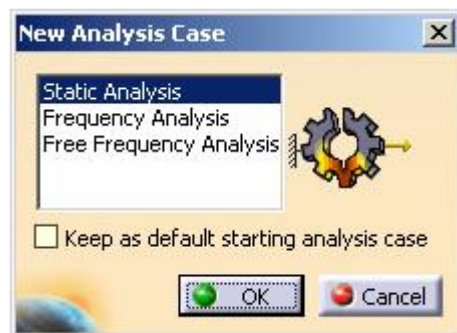 New Analysis Case
Static Analysis
Frequency Analysis
Free Frequency Analysis
Keep as default starting analysis case
OK
Cancel